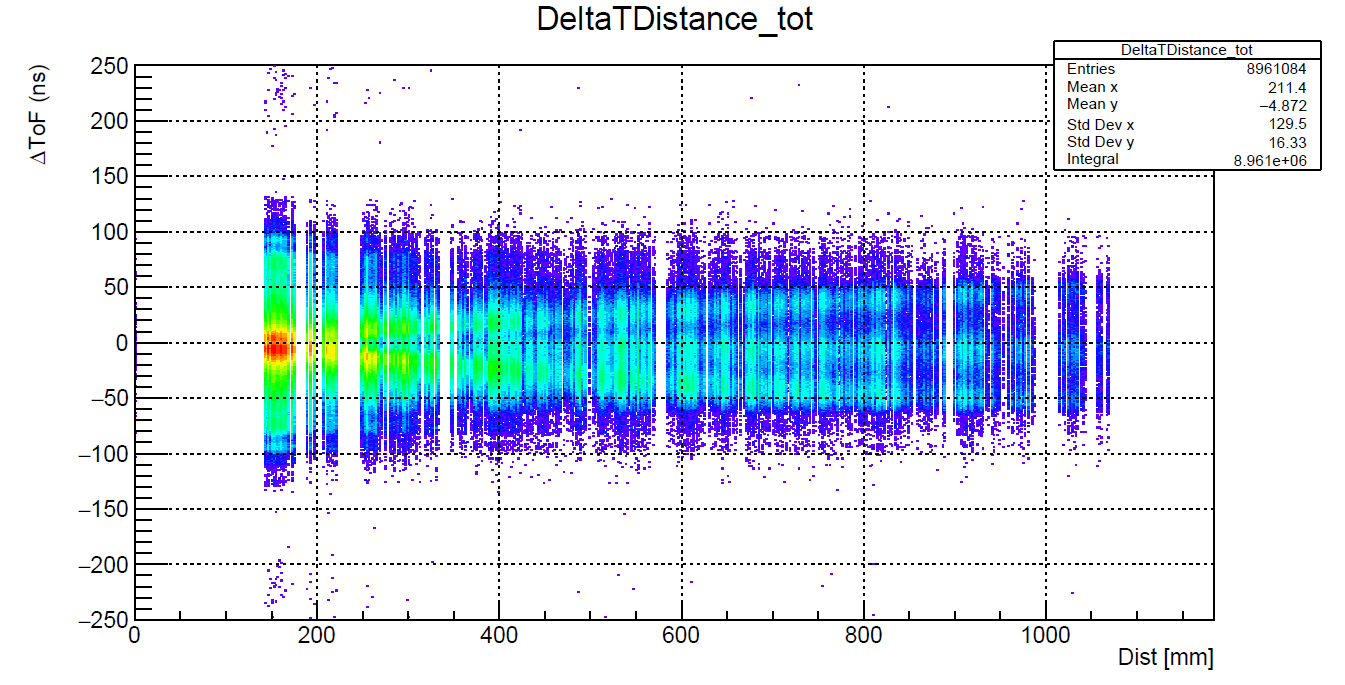 DeltaTDistance_tot
DeltaTDistance_tot
Entries 8961084
Mean x 211.4
Mean y −4.872
Std Dev x 129.5
Std Dev y 16.33
Integral 8.961e+06
ΔToF (ns)
250
200
150
100
50
0
−50
−100
−150
−200
−250
0 200 400 600 800 1000
Dist [mm]